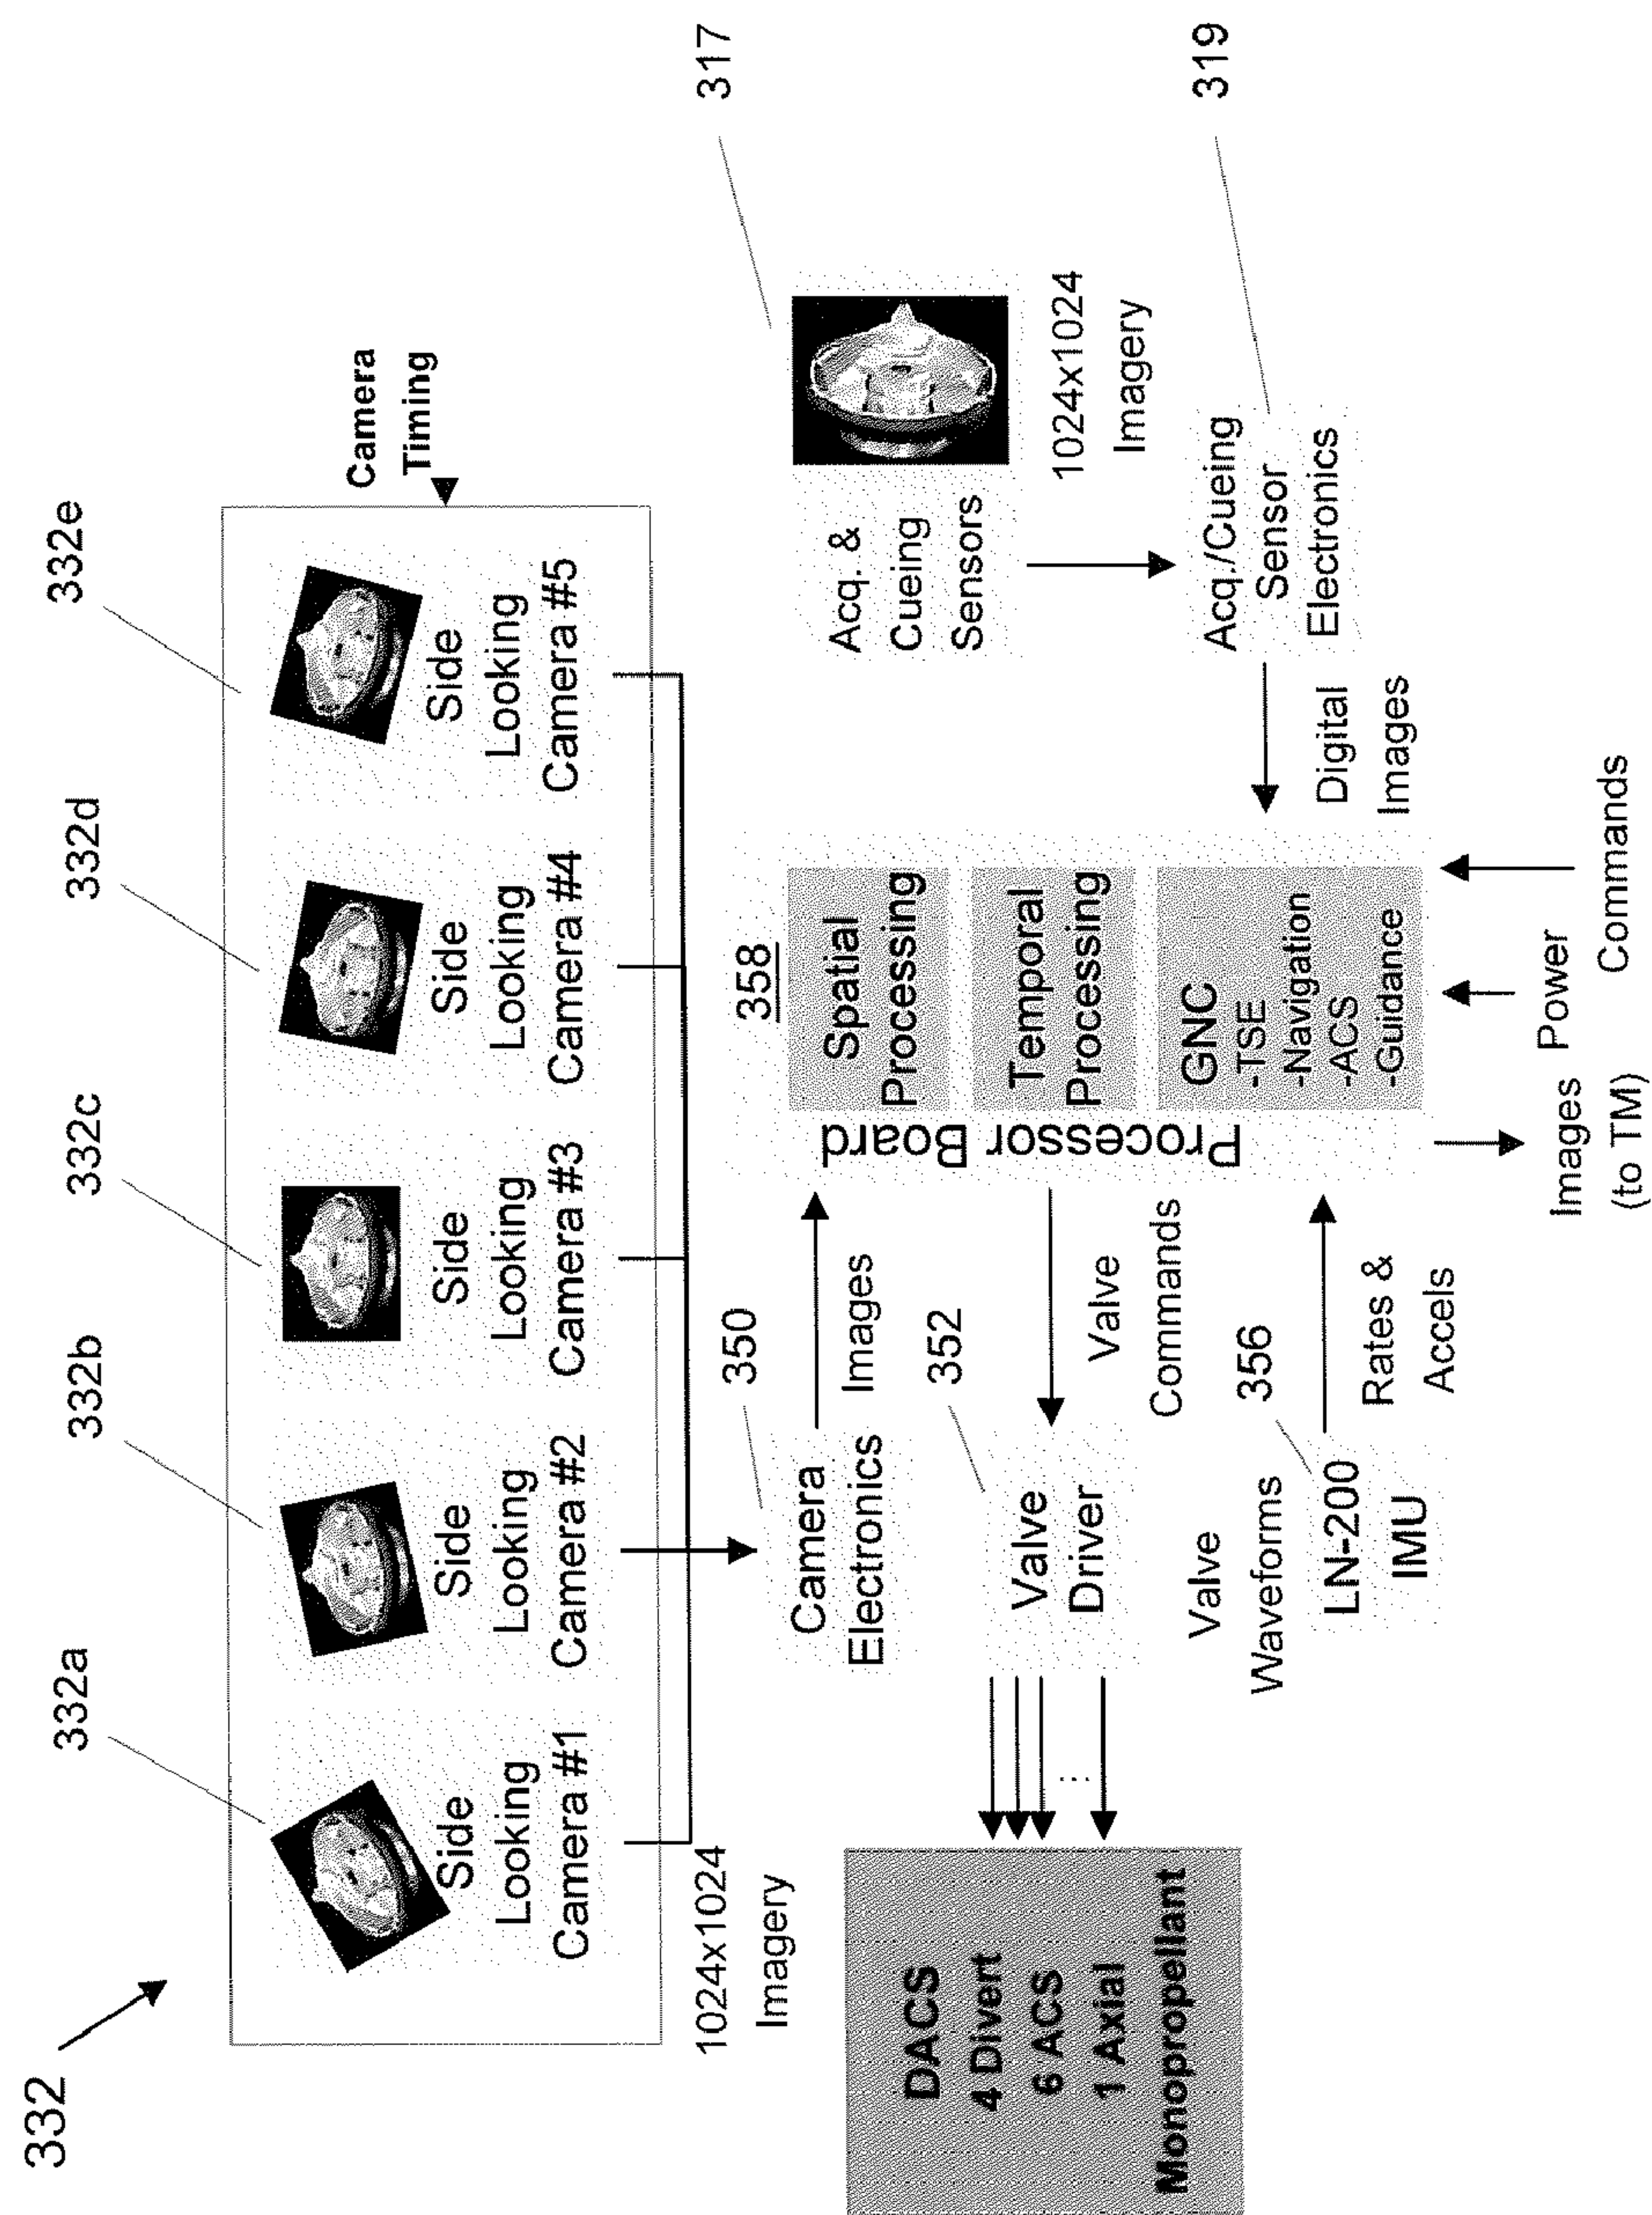 332
332a
332b
332c
332d
332e
Side
Looking
Camera #1
Side
Looking
Camera #2
Side
Looking
Camera #3
Side
Looking
Camera #4
Side
Looking
Camera #5
Camera
Timing
1024x1024
Imagery
350
Camera
Electronics
Images
358
Processor Board
Spatial
Processing
Temporal
Processing
GNC
-TSE
-Navigation
-ACS
-Guidance
317
Acq. &
Cueing
Sensors
1024x1024
Imagery
319
Acq./Cueing
Sensor
Electronics
Digital
Images
DACS
4 Divert
6 ACS
1 Axial
Monopropellant
...
352
Valve
Driver
Valve
Commands
Valve
Waveforms
356
LN-200
IMU
Rates &
Accels
Images
(to TM)
Power
Commands